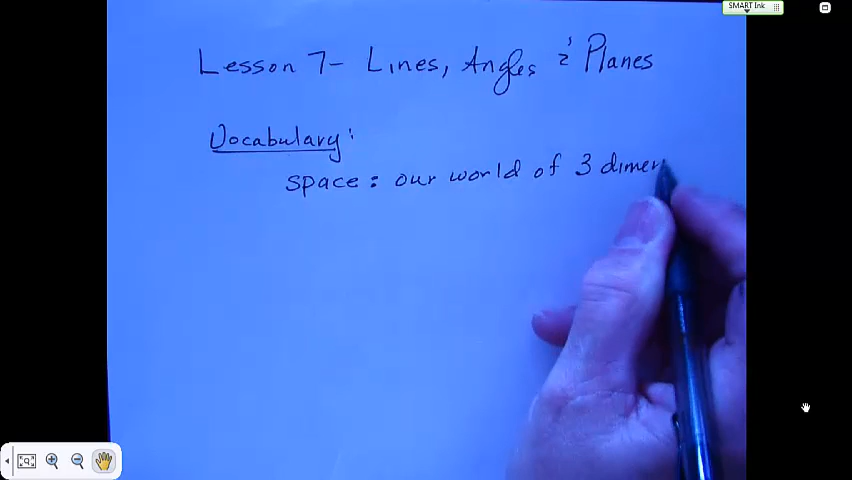 SMART Ink
Lesson 7- Lines, Angles & Planes
Vocabulary:
space: our world of 3 dimen